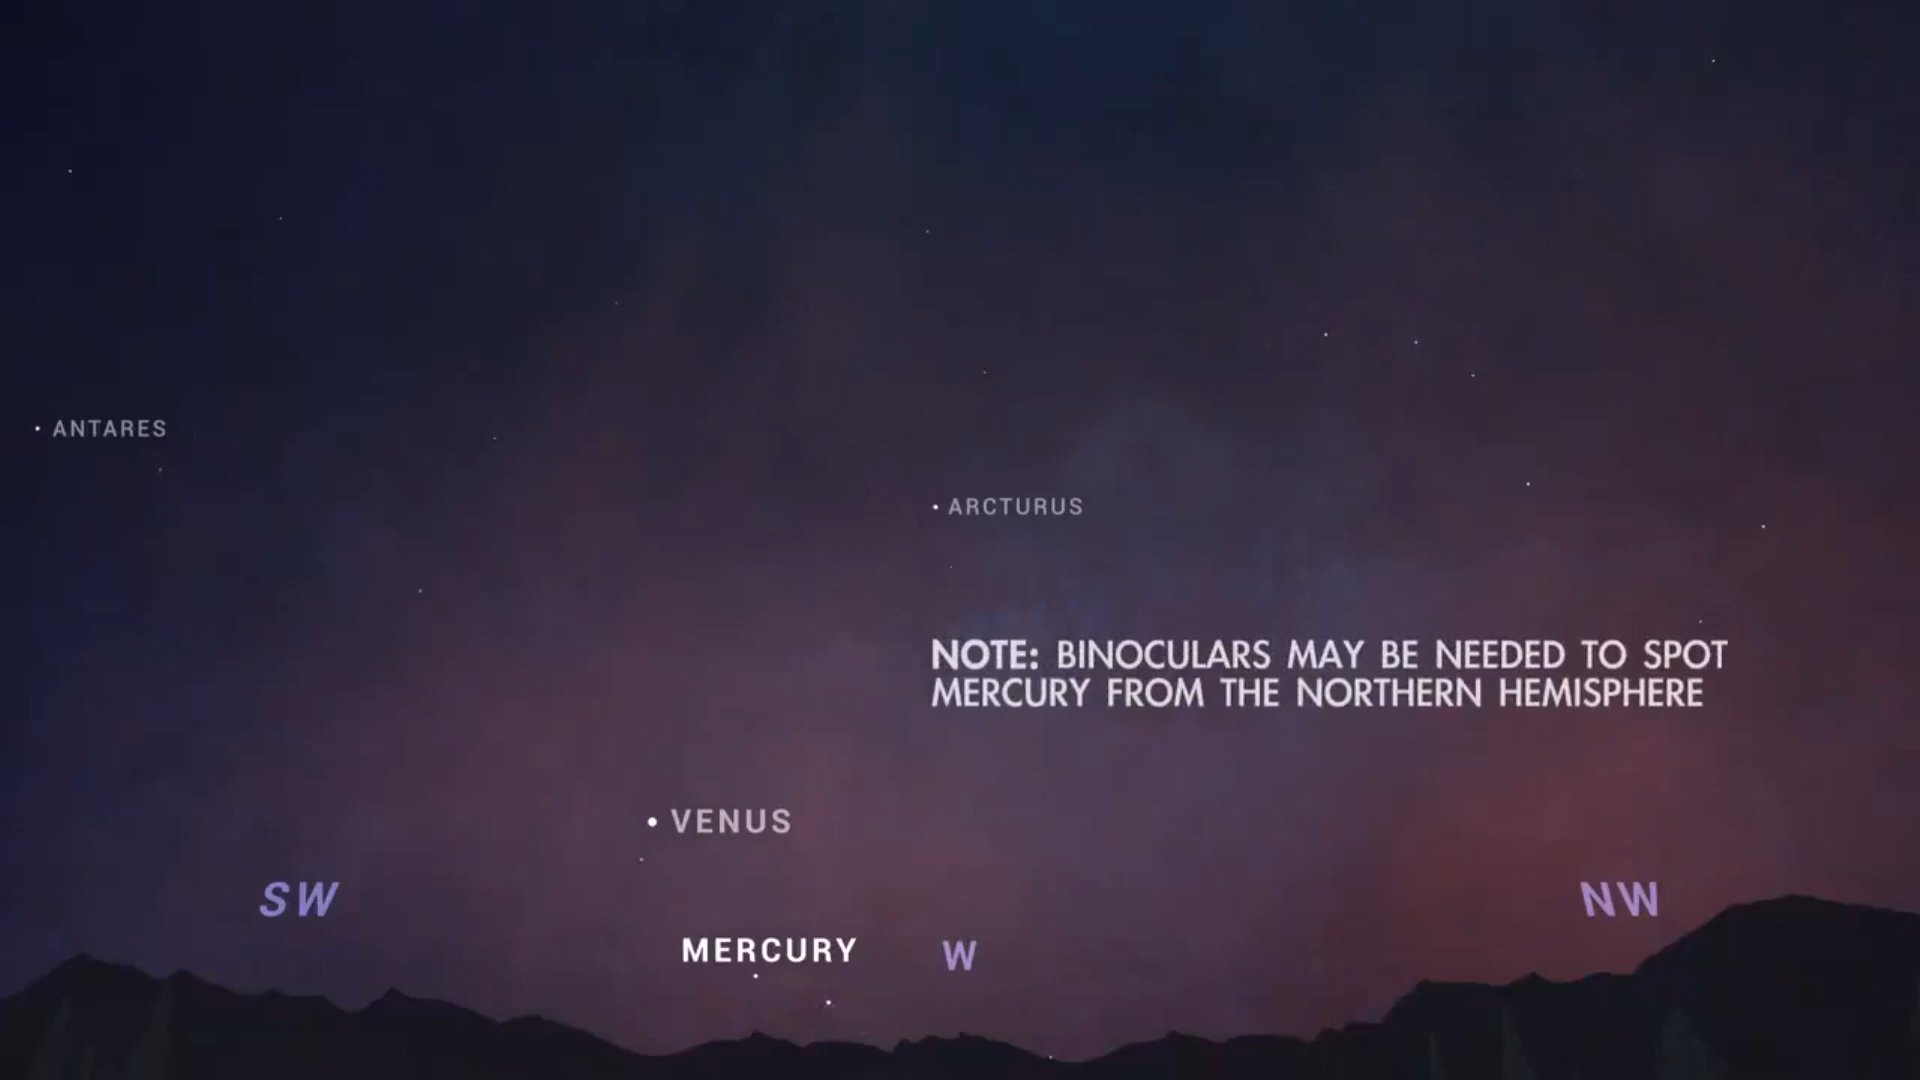 ANTARES
ARCTURUS
NOTE: BINOCULARS MAY BE NEEDED TO SPOT
MERCURY FROM THE NORTHERN HEMISPHERE
VENUS
SW
NW
MERCURY
W